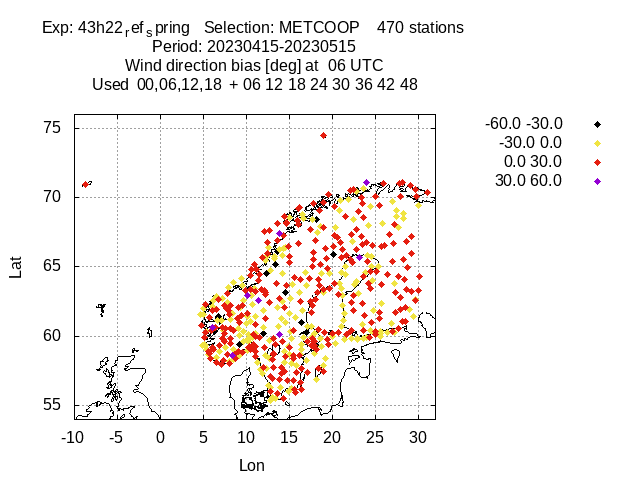 Exp: 43h22ref_spring Selection: METCOOP 470 stations
Period: 20230415-20230515
Wind direction bias [deg] at 06 UTC
Used 00,06,12,18 + 06 12 18 24 30 36 42 48
-60.0 -30.0
-30.0 0.0
0.0 30.0
30.0 60.0
75
70
65
60
55
Lat
-10 -5 0 5 10 15 20 25 30
Lon